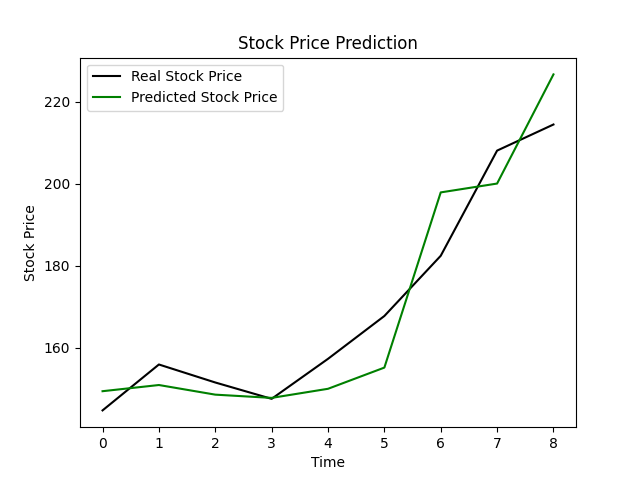 Stock Price Prediction
Real Stock Price
Predicted Stock Price
220
200
180
160
Stock Price
0 1 2 3 4 5 6 7 8
Time